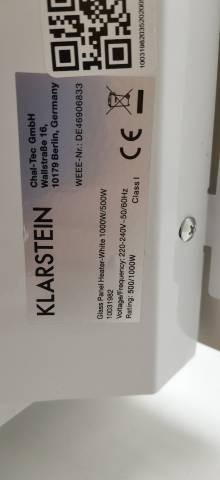 1003198203520200
KLARSTEIN
Chal-Tec GmbH
Wallstraße 16,
10179 Berlin, Germany
WEEE-Nr.: DE46906833
Glass Panel Heater-White 1000W/500W
10031982
Voltage/Frequency: 220-240V~50/60Hz
Rating: 500/1000W
Class I
CE